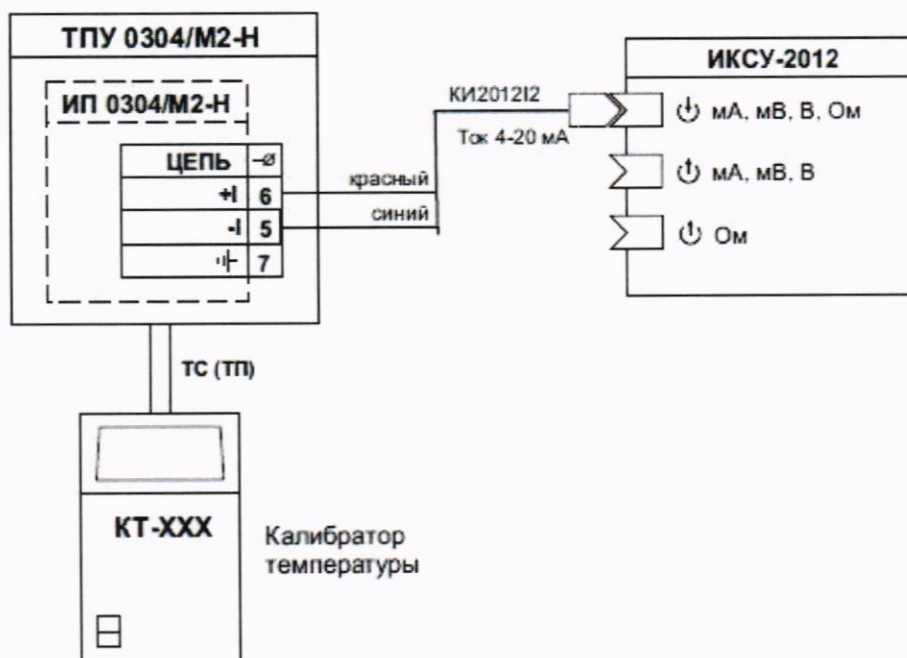 ТПУ 0304/М2-Н
ИП 0304/М2-Н
ЦЕПЬ
+I 6
-I 5
7
красный
синий
КИ2012I2
Ток 4-20 мА
ИКСУ-2012
мА, мВ, В, Ом
мА, мВ, В
Ом
ТС (ТП)
КТ-ХХХ
Калибратор
температуры